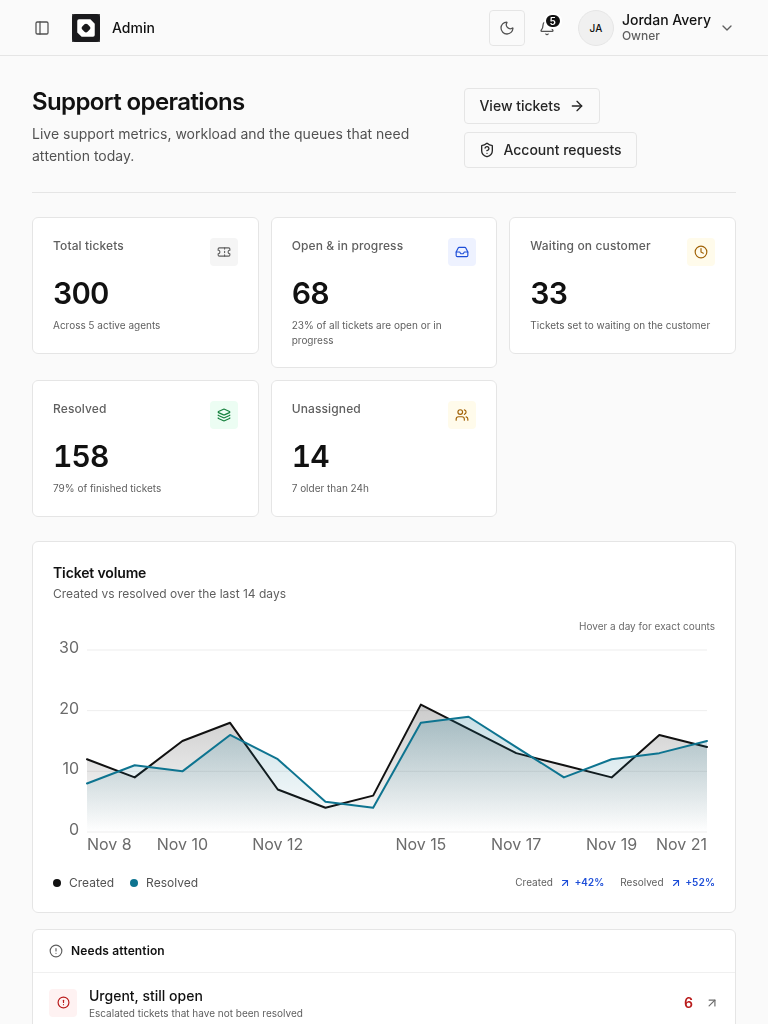 Admin
5
JA
Jordan Avery
Owner
Support operations
Live support metrics, workload and the queues that need
attention today.
View tickets
Account requests
Total tickets
300
Across 5 active agents
Open & in progress
68
23% of all tickets are open or in
progress
Waiting on customer
33
Tickets set to waiting on the customer
Resolved
158
79% of finished tickets
Unassigned
14
7 older than 24h
Ticket volume
Created vs resolved over the last 14 days
Hover a day for exact counts
30
20
10
0
Nov 8 Nov 10 Nov 12 Nov 15 Nov 17 Nov 19 Nov 21
Created Resolved
Created +42% Resolved +52%
Needs attention
Urgent, still open
Escalated tickets that have not been resolved
6